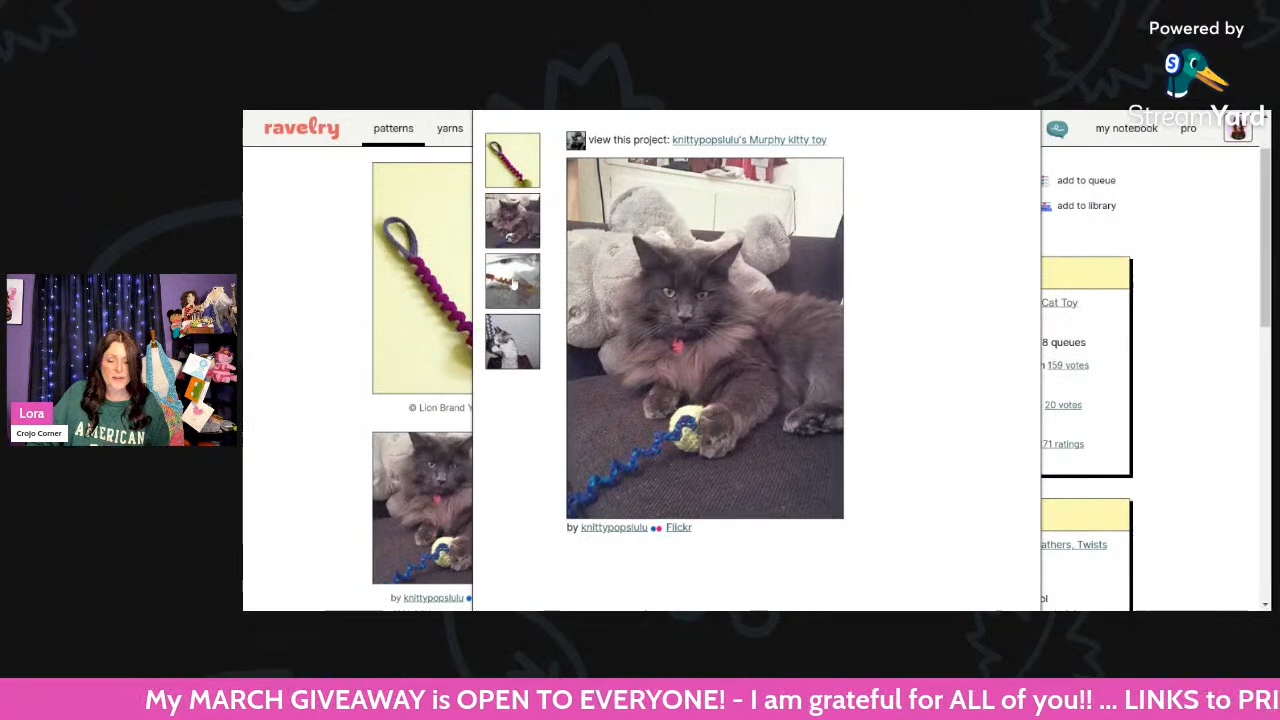 Powered by
StreamYard
ravelry
patterns
yarns
my notebook
pro
view this project: knittypopslulu's Murphy kitty toy
add to queue
add to library
Cat Toy
8 queues
159 votes
20 votes
71 ratings
© Lion Brand Y
by knittypopslulu Flickr
athers, Twists
by knittypopslulu
Lora
Crojo Corner
AMERICAN
My MARCH GIVEAWAY is OPEN TO EVERYONE! - I am grateful for ALL of you!! ... LINKS to PRI